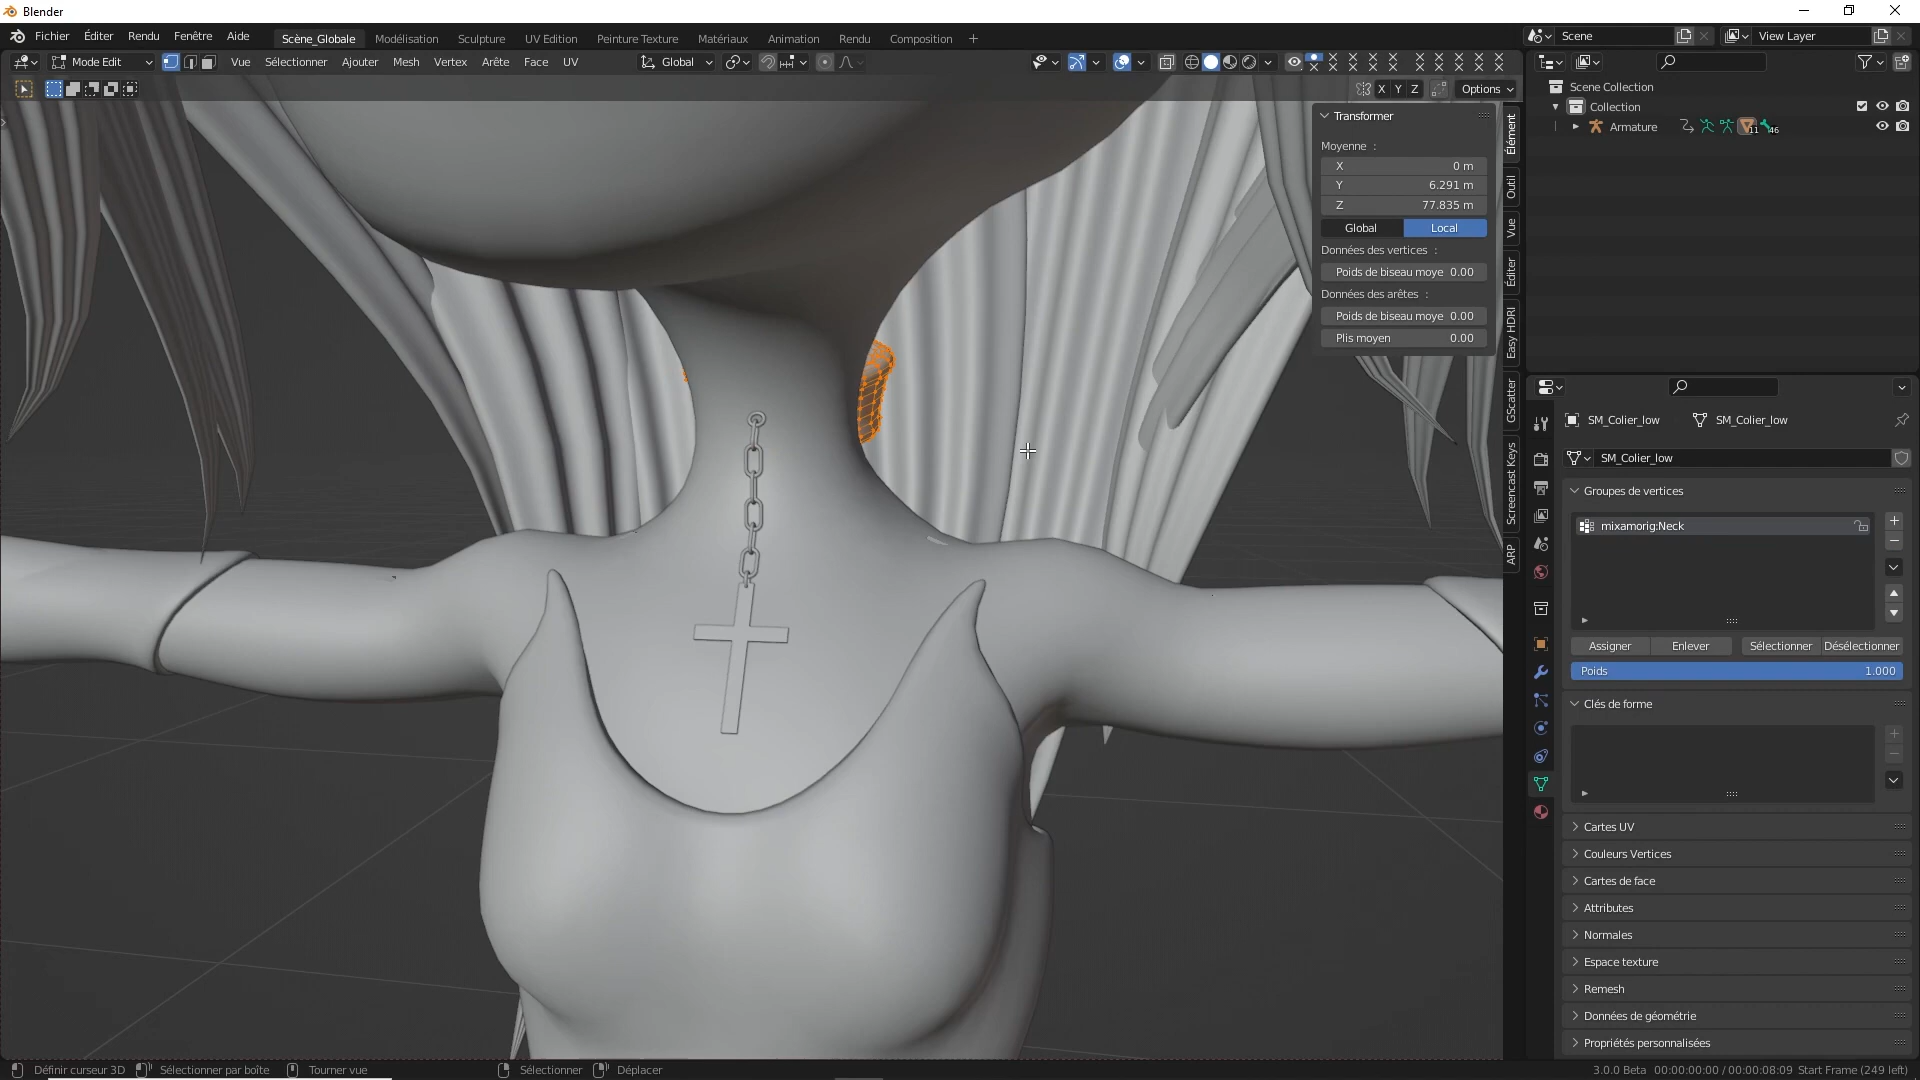 Blender
Fichier Éditer Rendu Fenêtre Aide Scène_Globale Modélisation Sculpture UV Edition Peinture Texture Matériaux Animation Rendu Composition + Scene View Layer
Mode Edit Vue Sélectionner Ajouter Mesh Vertex Arête Face UV Global
X Y Z Options
Scene Collection
Collection
Armature 11 46
Transformer
Moyenne :
X 0 m
Y 6.291 m
Z 77.835 m
Global Local
Données des vertices :
Poids de biseau moye 0.00
Données des arêtes :
Poids de biseau moye 0.00
Plis moyen 0.00
Élément
Outil
Vue
Éditer
Easy HDRI
GScatter
Screencast Keys
ARP
SM_Colier_low SM_Colier_low
SM_Colier_low
Groupes de vertices
mixamorig:Neck
Assigner Enlever Sélectionner Désélectionner
Poids 1.000
Clés de forme
Cartes UV
Couleurs Vertices
Cartes de face
Attributes
Normales
Espace texture
Remesh
Données de géométrie
Propriétés personnalisées
Définir curseur 3D Sélectionner par boîte Tourner vue Sélectionner Déplacer 3.0.0 Beta 00:00:00:00 / 00:00:08:09 Start Frame (249 left)